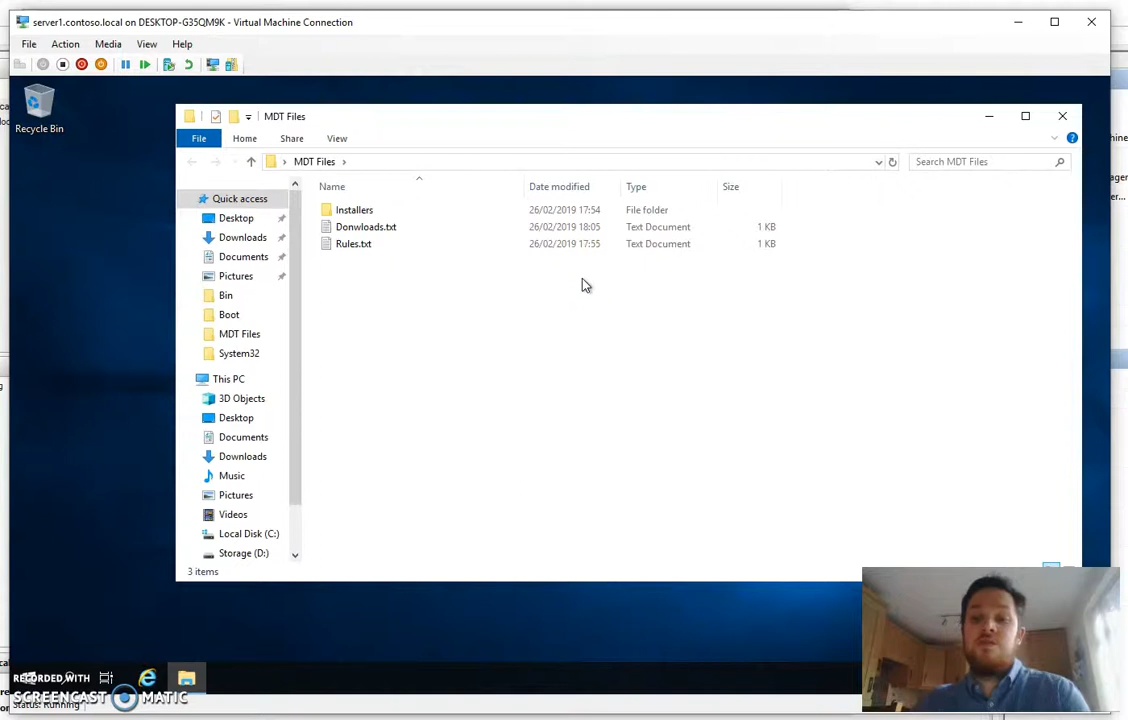 server1.contoso.local on DESKTOP-G35QM9K - Virtual Machine Connection
File Action Media View Help
Recycle Bin
MDT Files
File Home Share View
MDT Files
Search MDT Files
Name Date modified Type Size
Quick access
Desktop
Downloads
Documents
Pictures
Bin
Boot
MDT Files
System32
This PC
3D Objects
Desktop
Documents
Downloads
Music
Pictures
Videos
Local Disk (C:)
Storage (D:)
Installers 26/02/2019 17:54 File folder
Donwloads.txt 26/02/2019 18:05 Text Document 1 KB
Rules.txt 26/02/2019 17:55 Text Document 1 KB
3 items
RECORDED WITH
SCREENCAST MATIC
Status: Running